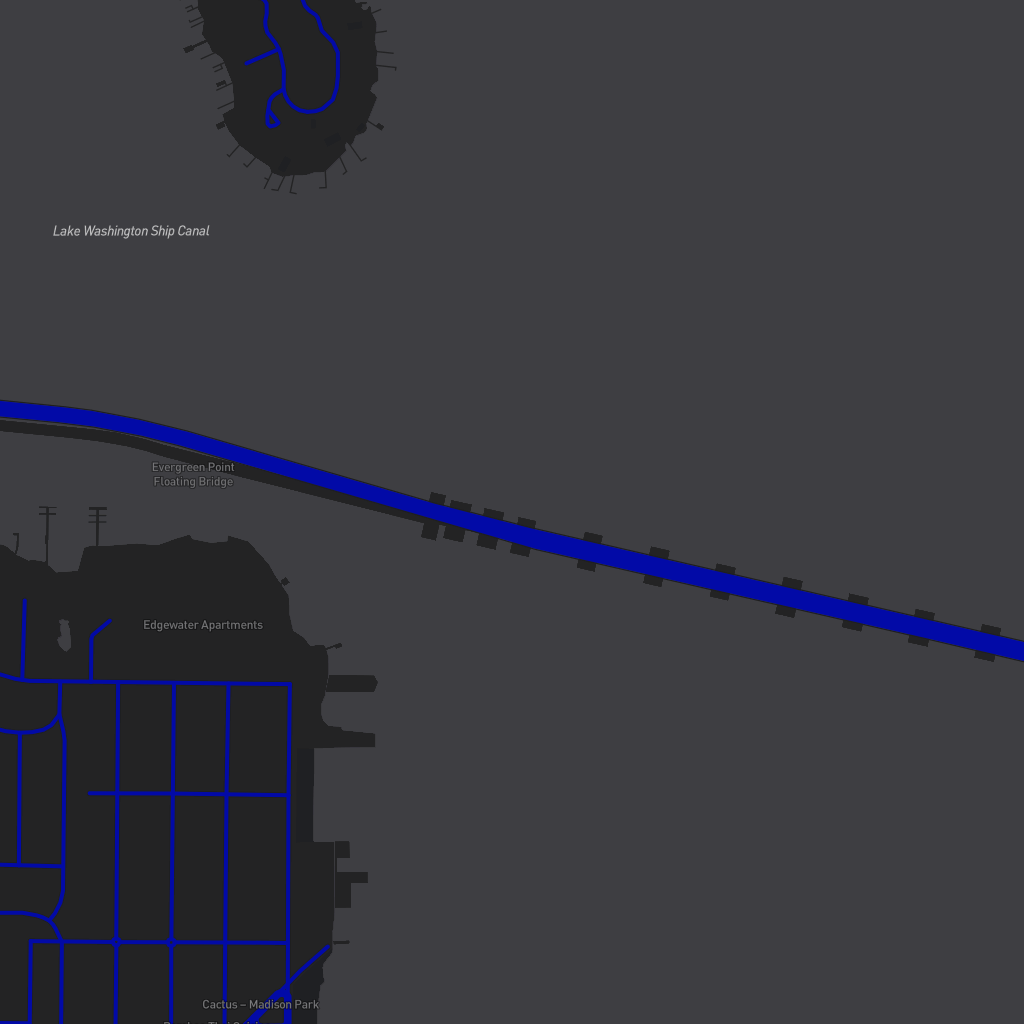 Lake Washington Ship Canal
Evergreen Point
Floating Bridge
Edgewater Apartments
Cactus – Madison Park